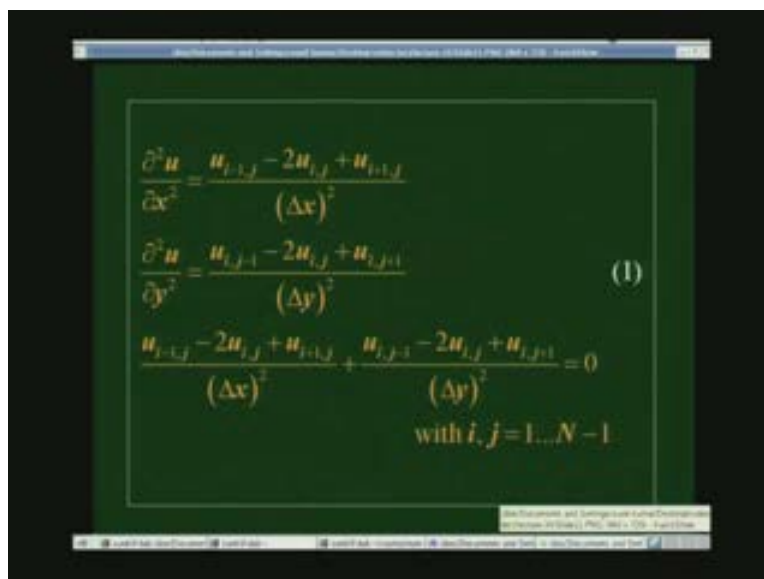 ∂²u/∂x² = (u_{i-1,j} − 2u_{i,j} + u_{i+1,j}) / (Δx)²
∂²u/∂y² = (u_{i,j-1} − 2u_{i,j} + u_{i,j+1}) / (Δy)² (1)
(u_{i-1,j} − 2u_{i,j} + u_{i+1,j}) / (Δx)² + (u_{i,j-1} − 2u_{i,j} + u_{i,j+1}) / (Δy)² = 0
with i, j = 1...N − 1